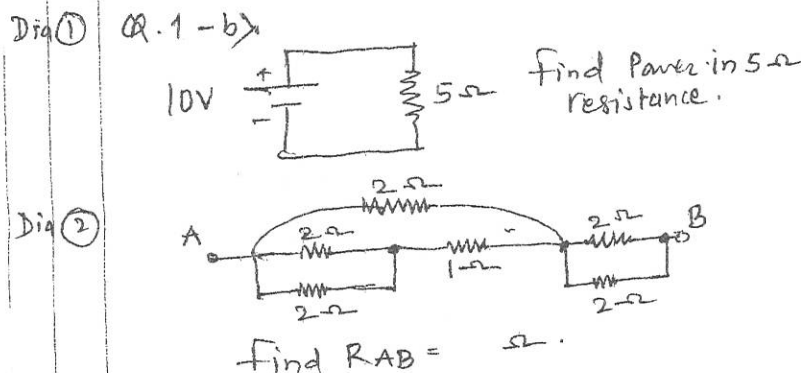 Dia ① (Q.1-b)
10V + - 5Ω Find Power in 5Ω
resistance.
Dia ② 2Ω
A 2Ω 1Ω 2Ω B
2Ω 2Ω
find RAB = Ω.